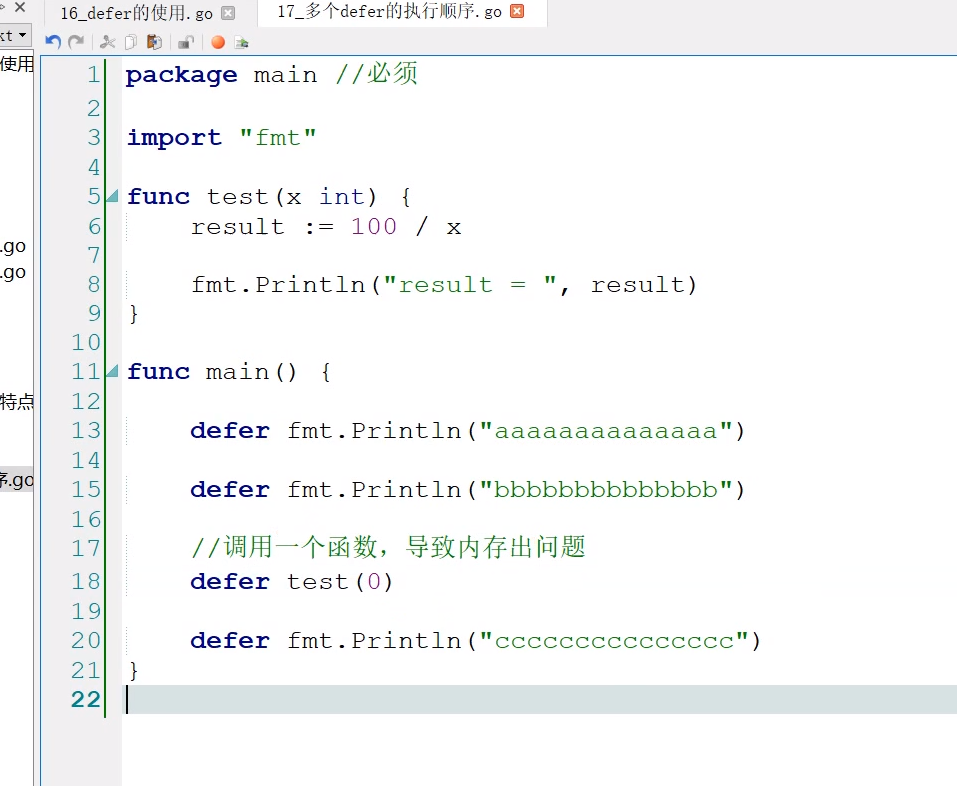 16_defer的使用.go
17_多个defer的执行顺序.go
kt
使用
.go
.go
特点
序.go
1 package main //必须
2
3 import "fmt"
4
5 func test(x int) {
6 result := 100 / x
7
8 fmt.Println("result = ", result)
9 }
10
11 func main() {
12
13 defer fmt.Println("aaaaaaaaaaaaaa")
14
15 defer fmt.Println("bbbbbbbbbbbbbb")
16
17 //调用一个函数，导致内存出问题
18 defer test(0)
19
20 defer fmt.Println("ccccccccccccccc")
21 }
22